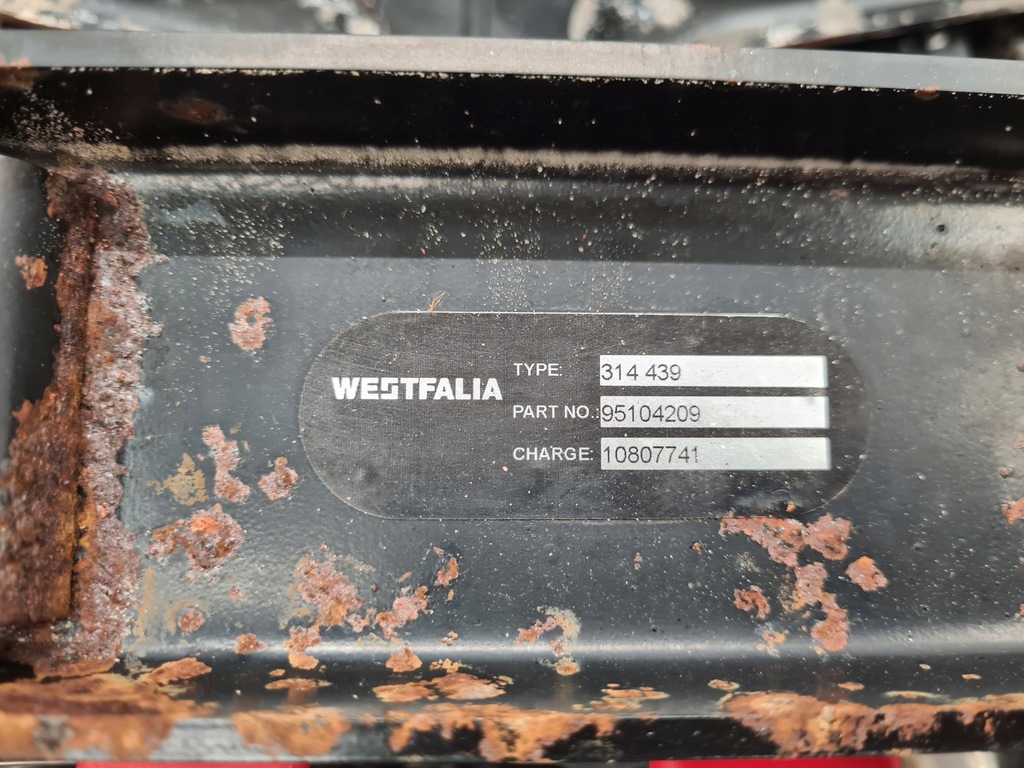 WESTFALIA
TYPE: 314 439
PART NO.: 95104209
CHARGE: 10807741